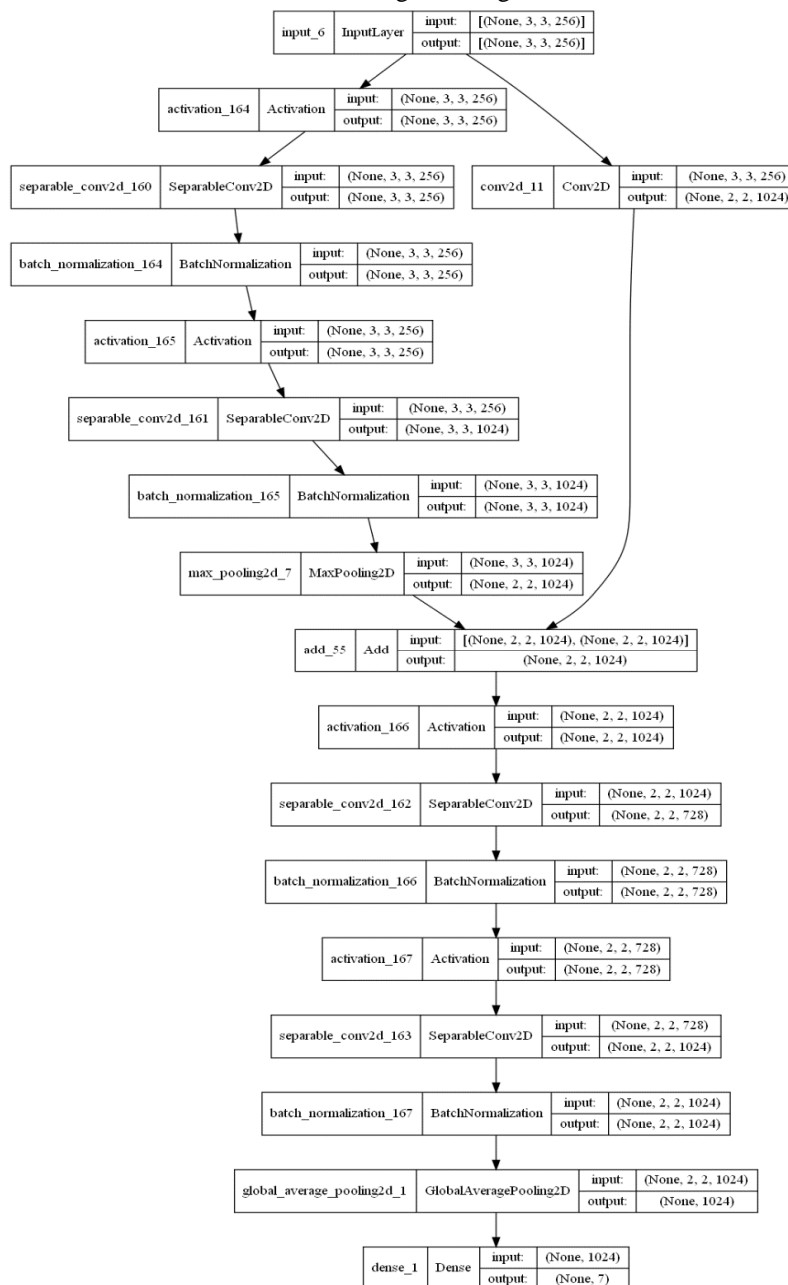 input_6 InputLayer input: [(None, 3, 3, 256)]
output: [(None, 3, 3, 256)]
activation_164 Activation input: (None, 3, 3, 256)
output: (None, 3, 3, 256)
separable_conv2d_160 SeparableConv2D input: (None, 3, 3, 256)
output: (None, 3, 3, 256)
conv2d_11 Conv2D input: (None, 3, 3, 256)
output: (None, 2, 2, 1024)
batch_normalization_164 BatchNormalization input: (None, 3, 3, 256)
output: (None, 3, 3, 256)
activation_165 Activation input: (None, 3, 3, 256)
output: (None, 3, 3, 256)
separable_conv2d_161 SeparableConv2D input: (None, 3, 3, 256)
output: (None, 3, 3, 1024)
batch_normalization_165 BatchNormalization input: (None, 3, 3, 1024)
output: (None, 3, 3, 1024)
max_pooling2d_7 MaxPooling2D input: (None, 3, 3, 1024)
output: (None, 2, 2, 1024)
add_55 Add input: [(None, 2, 2, 1024), (None, 2, 2, 1024)]
output: (None, 2, 2, 1024)
activation_166 Activation input: (None, 2, 2, 1024)
output: (None, 2, 2, 1024)
separable_conv2d_162 SeparableConv2D input: (None, 2, 2, 1024)
output: (None, 2, 2, 728)
batch_normalization_166 BatchNormalization input: (None, 2, 2, 728)
output: (None, 2, 2, 728)
activation_167 Activation input: (None, 2, 2, 728)
output: (None, 2, 2, 728)
separable_conv2d_163 SeparableConv2D input: (None, 2, 2, 728)
output: (None, 2, 2, 1024)
batch_normalization_167 BatchNormalization input: (None, 2, 2, 1024)
output: (None, 2, 2, 1024)
global_average_pooling2d_1 GlobalAveragePooling2D input: (None, 2, 2, 1024)
output: (None, 1024)
dense_1 Dense input: (None, 1024)
output: (None, 7)